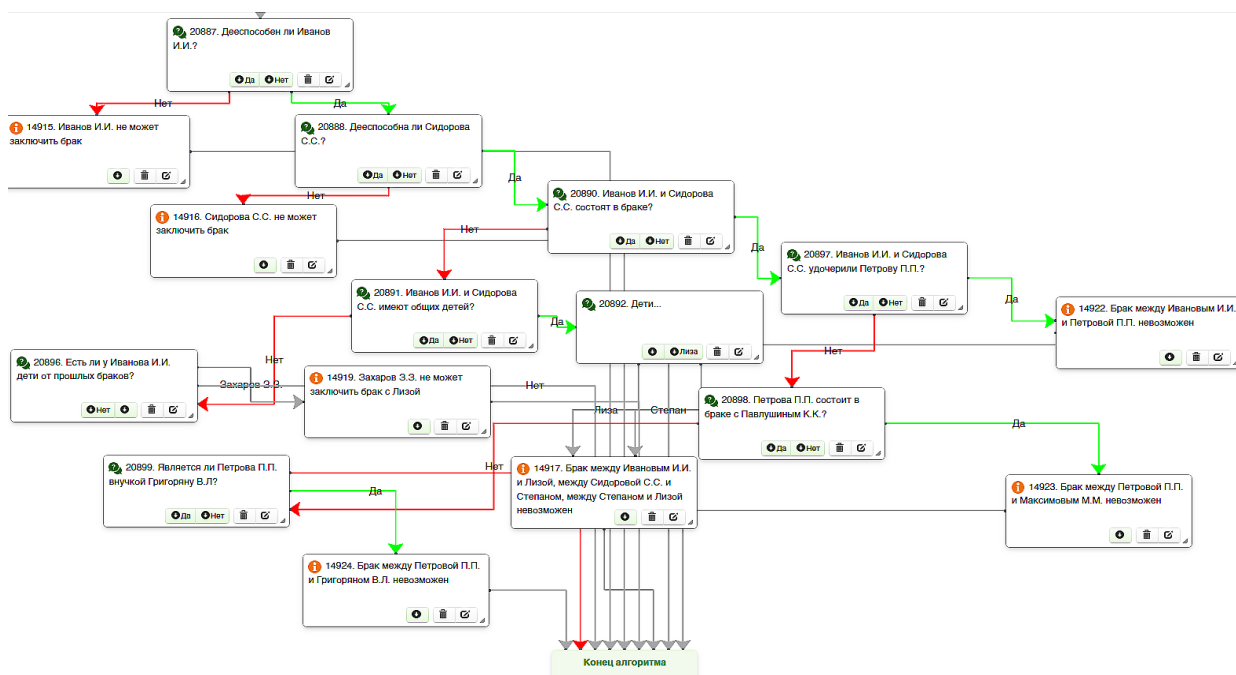 20887. Дееспособен ли Иванов
И.И.?
Да Нет
Нет
Да
14915. Иванов И.И. не может
заключить брак
20888. Дееспособна ли Сидорова
С.С.?
Да Нет
Нет
Да
14916. Сидорова С.С. не может
заключить брак
20890. Иванов И.И. и Сидорова
С.С. состоят в браке?
Да Нет
Нет
Да
20897. Иванов И.И. и Сидорова
С.С. удочерили Петрову П.П.?
Да Нет
Нет
Да
20891. Иванов И.И. и Сидорова
С.С. имеют общих детей?
Да Нет
Нет
Да
20892. Дети...
Лиза
14922. Брак между Ивановым И.И.
и Петровой П.П. невозможен
20896. Есть ли у Иванова И.И.
дети от прошлых браков?
Нет
Захаров З.З.
14919. Захаров З.З. не может
заключить брак с Лизой
Нет
Лиза
Степан
20898. Петрова П.П. состоит в
браке с Павлушиным К.К.?
Да Нет
Да
Нет
20899. Является ли Петрова П.П.
внучкой Григоряну В.Л?
Да Нет
Да
14917. Брак между Ивановым И.И.
и Лизой, между Сидоровой С.С. и
Степаном, между Степаном и Лизой
невозможен
14923. Брак между Петровой П.П.
и Максимовым М.М. невозможен
14924. Брак между Петровой П.П.
и Григоряном В.Л. невозможен
Конец алгоритма